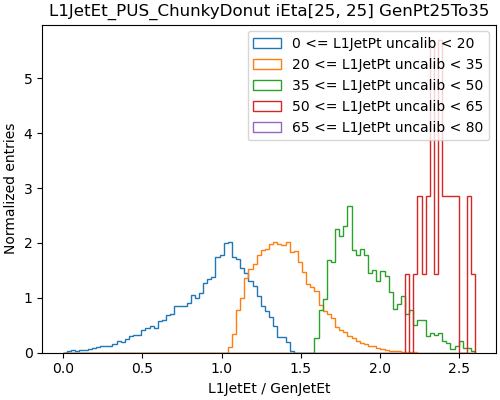 L1JetEt_PUS_ChunkyDonut iEta[25, 25] GenPt25To35
0 <= L1JetPt uncalib < 20
20 <= L1JetPt uncalib < 35
35 <= L1JetPt uncalib < 50
50 <= L1JetPt uncalib < 65
65 <= L1JetPt uncalib < 80
Normalized entries
5
4
3
2
1
0
0.0 0.5 1.0 1.5 2.0 2.5
L1JetEt / GenJetEt